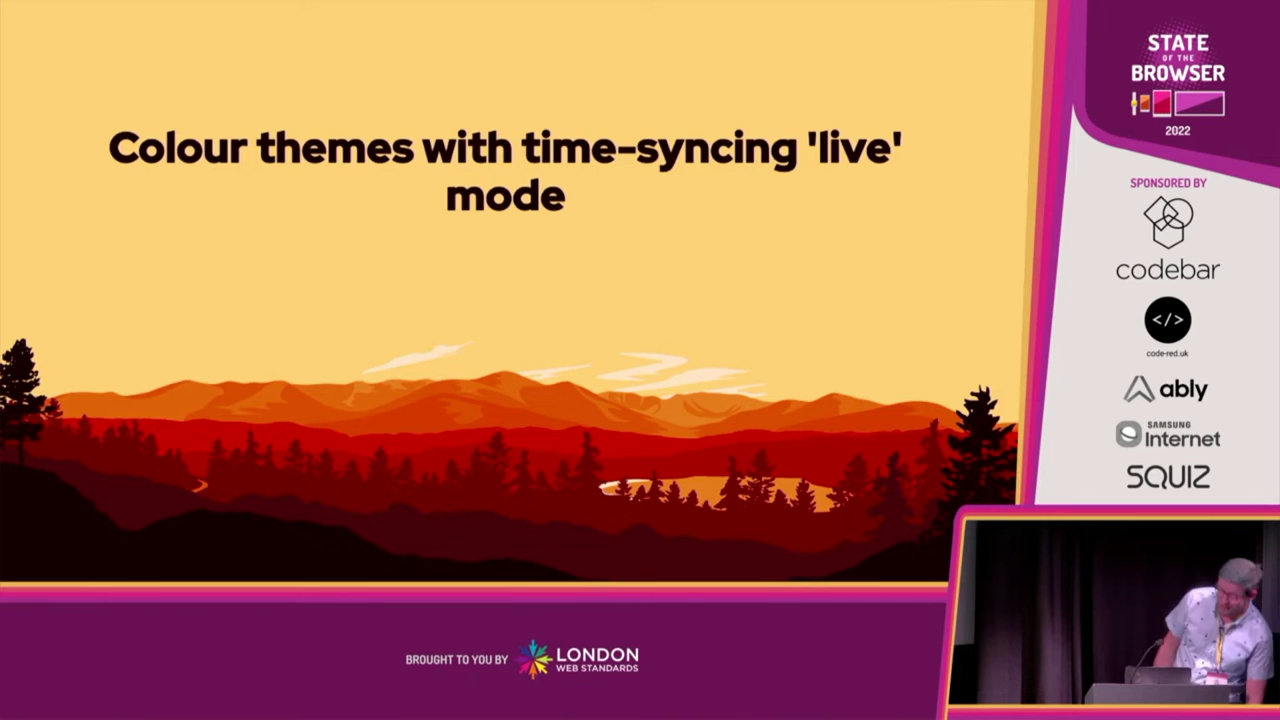 Colour themes with time-syncing 'live'
mode
STATE
OF THE
BROWSER
2022
SPONSORED BY
codebar
</>
code-red.uk
ably
SAMSUNG
Internet
SQUIZ
BROUGHT TO YOU BY
LONDON
WEB STANDARDS